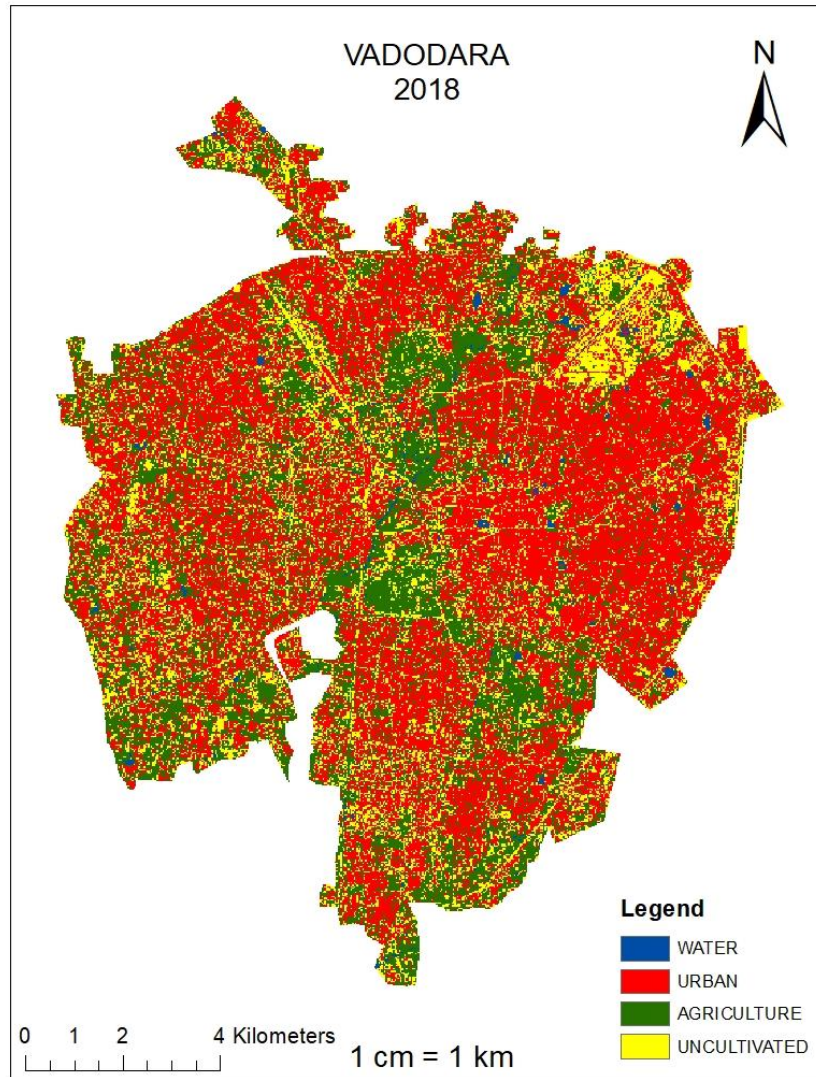 VADODARA
2018
N
Legend
WATER
URBAN
AGRICULTURE
UNCULTIVATED
0 1 2 4 Kilometers
1 cm = 1 km